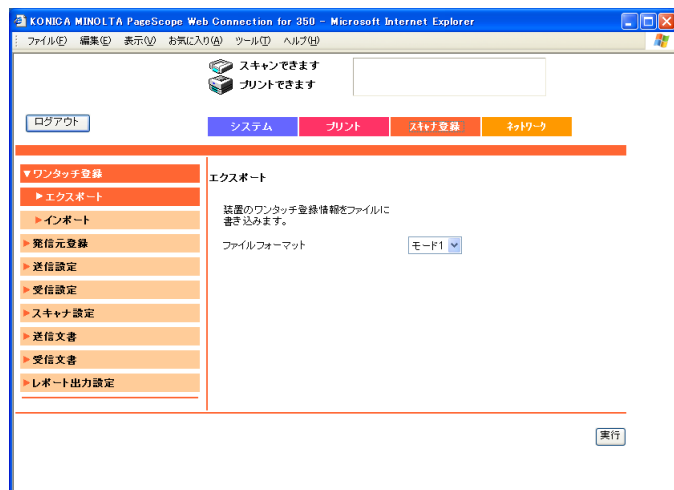 KONICA MINOLTA PageScope Web Connection for 350 - Microsoft Internet Explorer
ファイル(F) 編集(E) 表示(V) お気に入り(A) ツール(T) ヘルプ(H)
スキャンできます
プリントできます
ログアウト
システム プリント スキャナ登録 ネットワーク
▼ワンタッチ登録
▶エクスポート
▶インポート
▶発信元登録
▶送信設定
▶受信設定
▶スキャナ設定
▶送信文書
▶受信文書
▶レポート出力設定
エクスポート
装置のワンタッチ登録情報をファイルに
書き込みます。
ファイルフォーマット モード1
実行